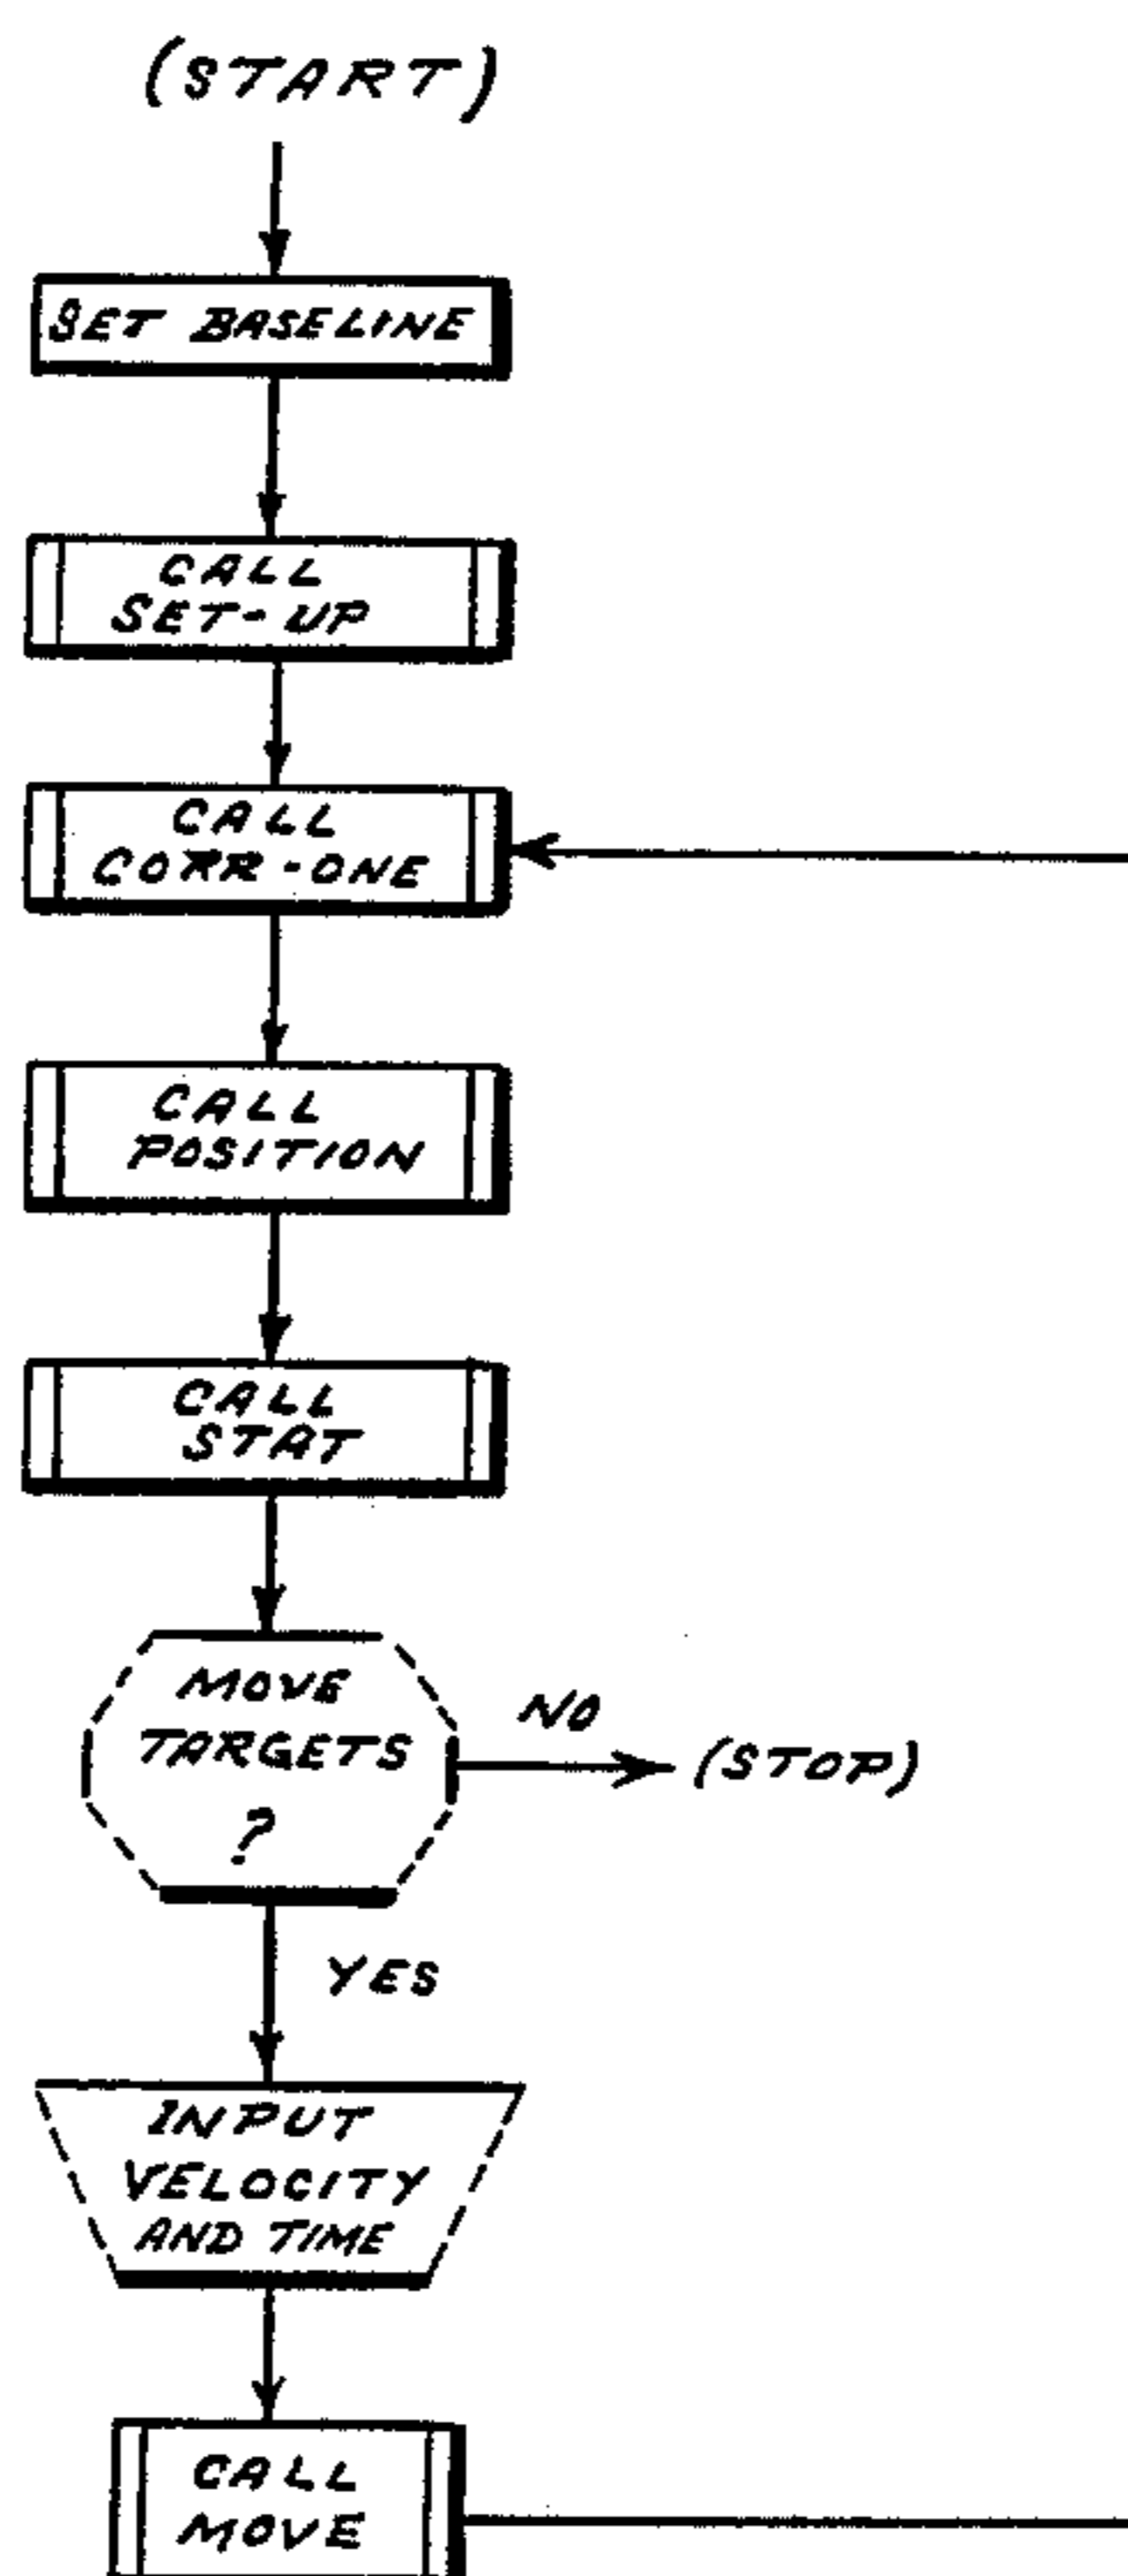 (START)
SET BASELINE
CALL
SET-UP
CALL
CORR-ONE
CALL
POSITION
CALL
STAT
MOVE
TARGETS
?
NO
(STOP)
YES
INPUT
VELOCITY
AND TIME
CALL
MOVE